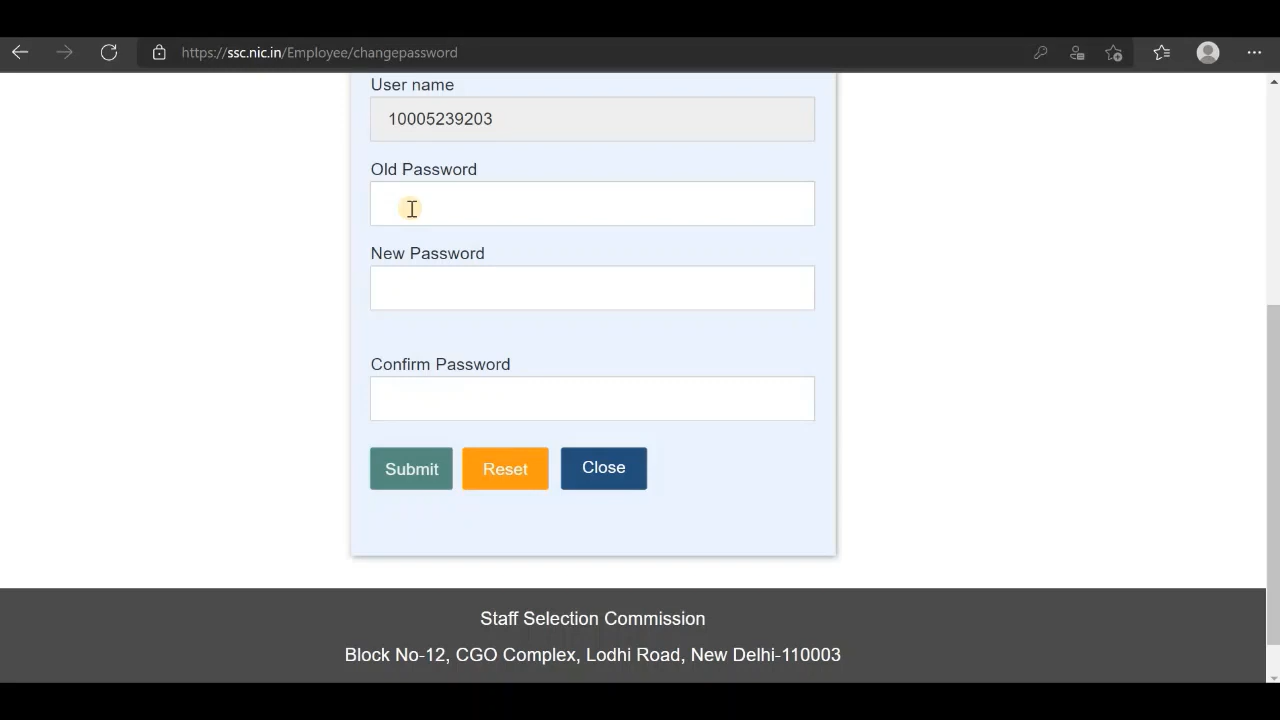 https://ssc.nic.in/Employee/changepassword
User name
10005239203
Old Password
New Password
Confirm Password
Submit Reset Close
Staff Selection Commission
Block No-12, CGO Complex, Lodhi Road, New Delhi-110003